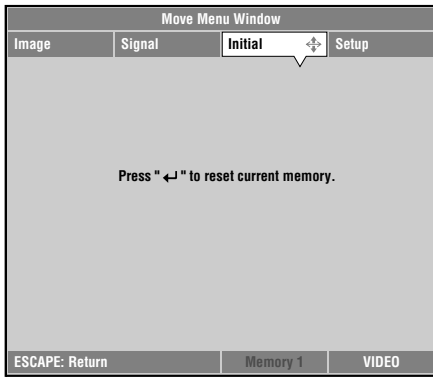 Move Menu Window
Image Signal Initial Setup
Press " ↵ " to reset current memory.
ESCAPE: Return Memory 1 VIDEO